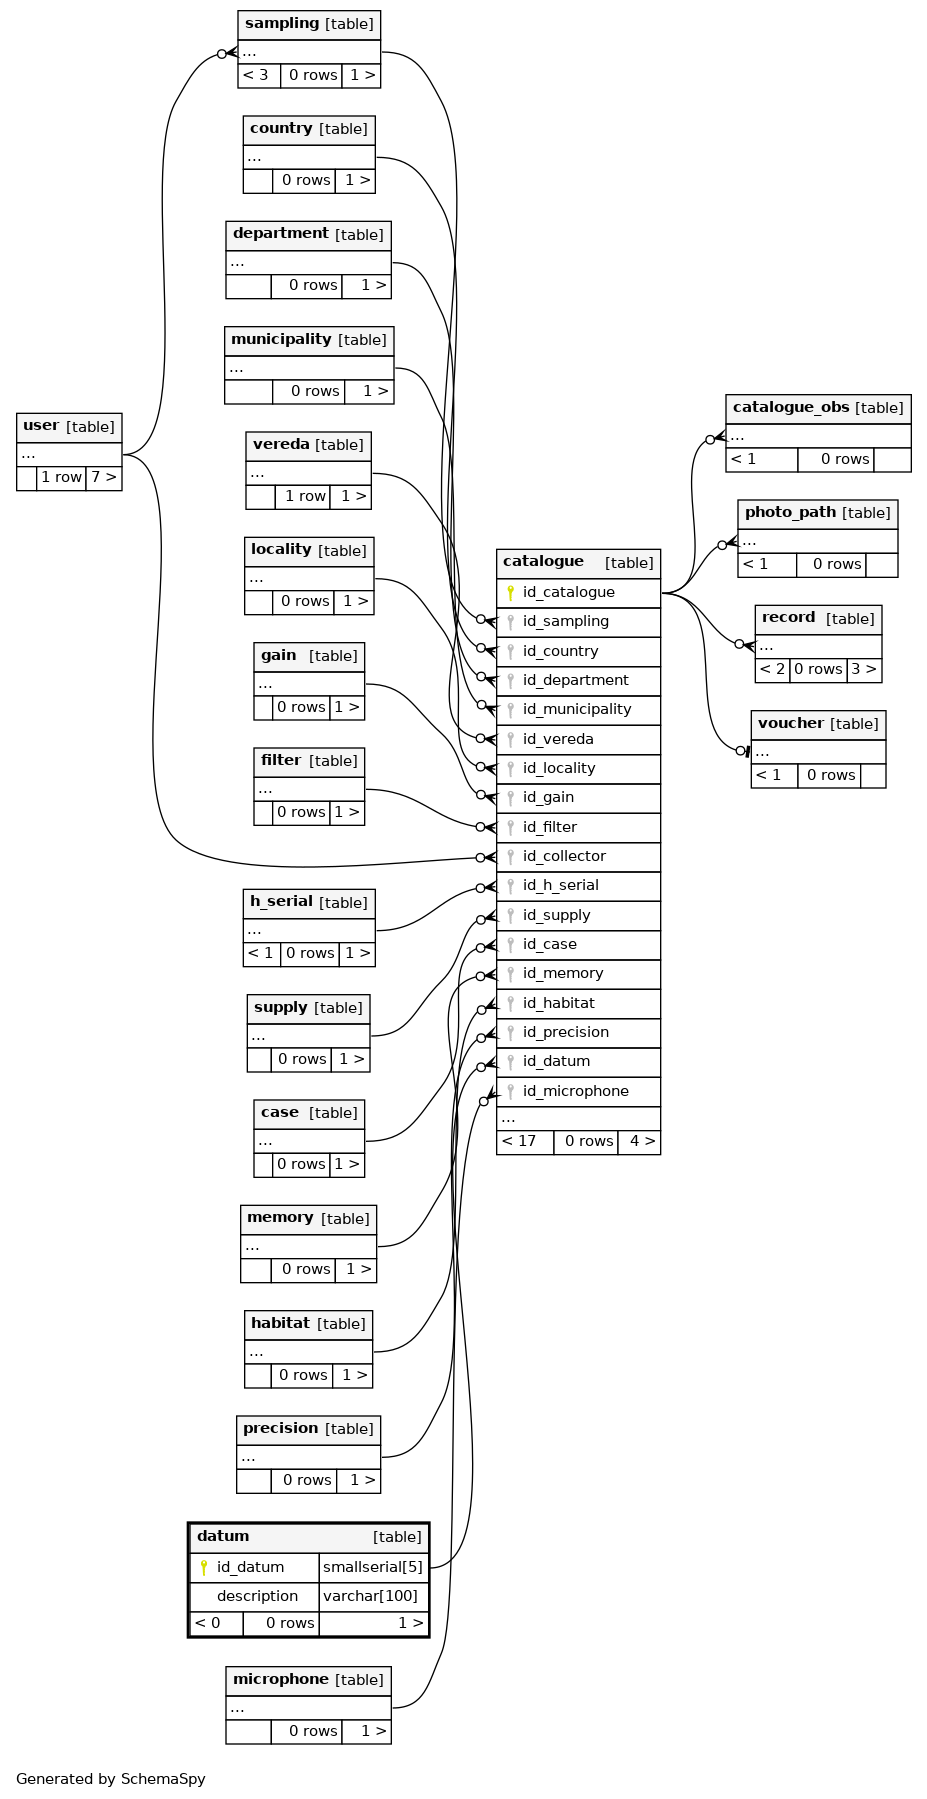 sampling [table]
...
< 3 0 rows 1 >
country [table]
...
0 rows 1 >
department [table]
...
0 rows 1 >
municipality [table]
...
0 rows 1 >
user [table]
...
1 row 7 >
vereda [table]
...
1 row 1 >
locality [table]
...
0 rows 1 >
gain [table]
...
0 rows 1 >
filter [table]
...
0 rows 1 >
h_serial [table]
...
< 1 0 rows 1 >
supply [table]
...
0 rows 1 >
case [table]
...
0 rows 1 >
memory [table]
...
0 rows 1 >
habitat [table]
...
0 rows 1 >
precision [table]
...
0 rows 1 >
datum [table]
id_datum smallserial[5]
description varchar[100]
< 0 0 rows 1 >
microphone [table]
...
0 rows 1 >
catalogue [table]
id_catalogue
id_sampling
id_country
id_department
id_municipality
id_vereda
id_locality
id_gain
id_filter
id_collector
id_h_serial
id_supply
id_case
id_memory
id_habitat
id_precision
id_datum
id_microphone
...
< 17 0 rows 4 >
catalogue_obs [table]
...
< 1 0 rows
photo_path [table]
...
< 1 0 rows
record [table]
...
< 2 0 rows 3 >
voucher [table]
...
< 1 0 rows
Generated by SchemaSpy